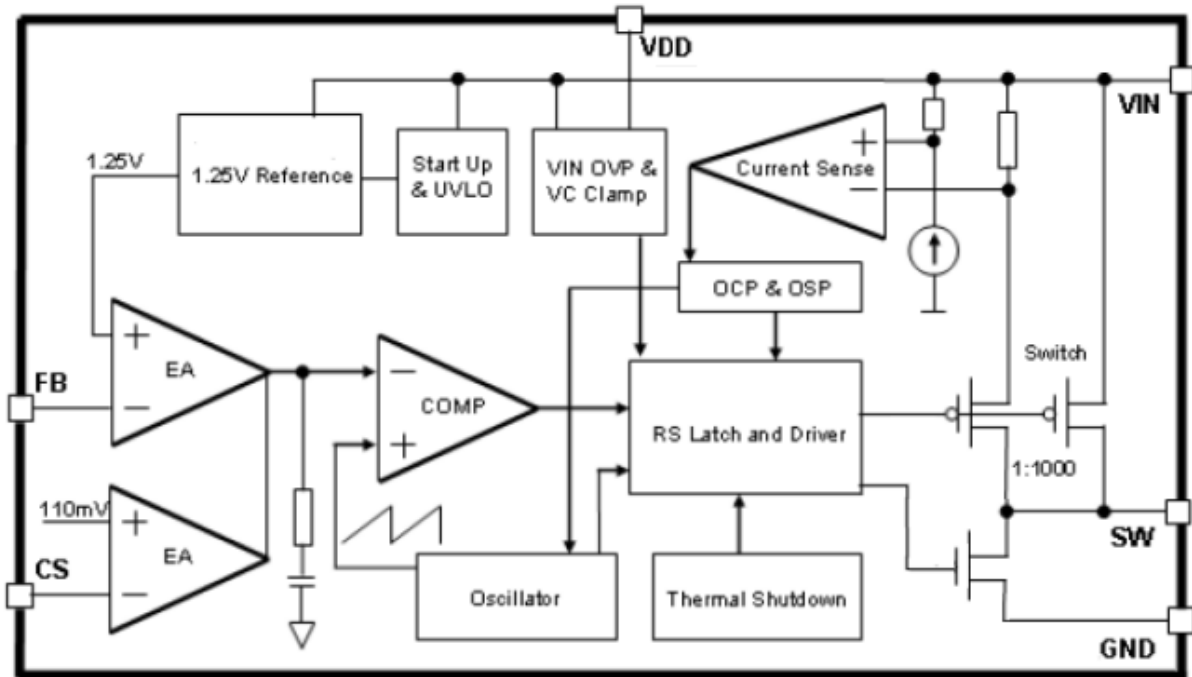 VDD
VIN
1.25V
1.25V Reference
Start Up
& UVLO
VIN OVP &
VC Clamp
+
Current Sense
−
OCP & OSP
+
EA
−
FB
−
COMP
+
RS Latch and Driver
Switch
1:1000
110mV
+
EA
−
CS
Oscillator
Thermal Shutdown
SW
GND